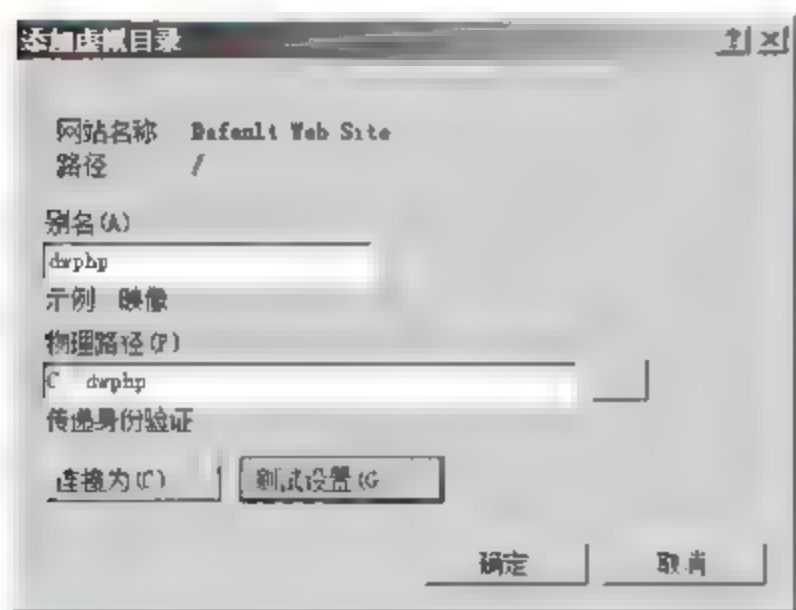 添加虚拟目录
网站名称 Default Web Site
路径 /
别名(A)
dwphp
示例 映像
物理路径(P)
C dwphp
传递身份验证
连接为(C) 测试设置(G
确定 取消